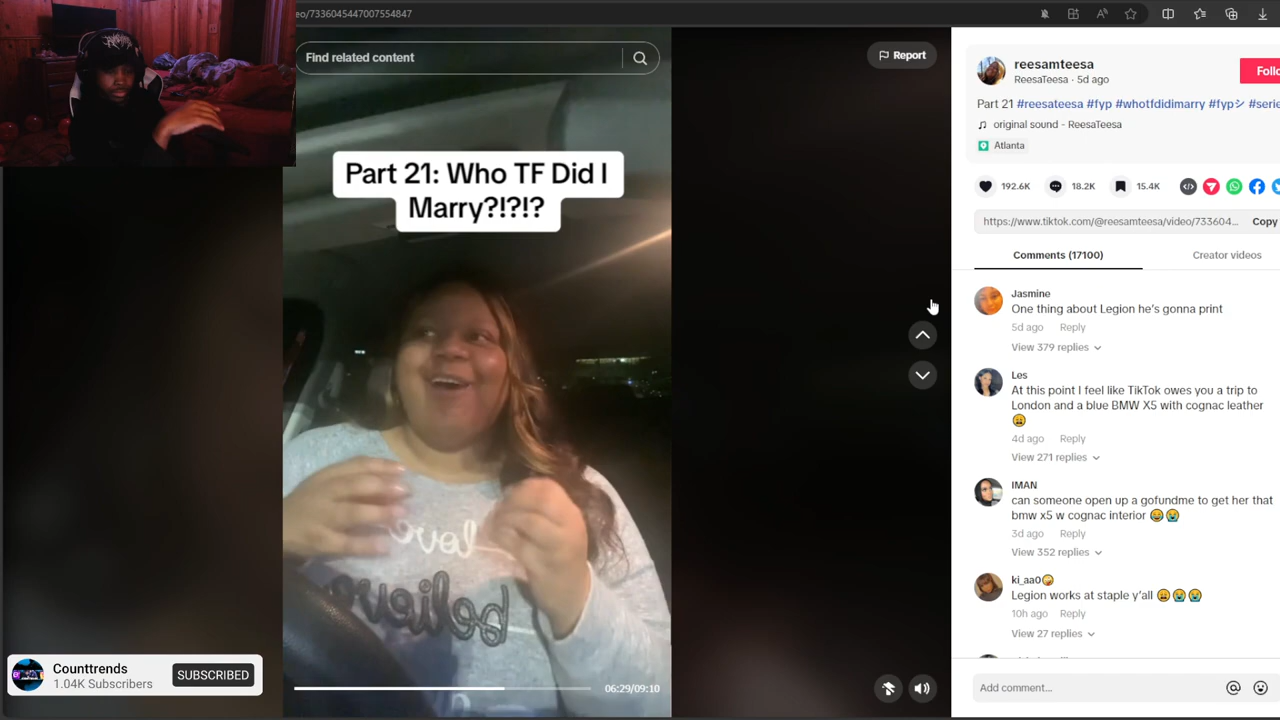 eo/7336045447007554847
Find related content
Report
Part 21: Who TF Did I
Marry?!?!?
06:29/09:10
Counttrends
1.04K Subscribers
SUBSCRIBED
reesamteesa
ReesaTeesa · 5d ago
Follo
Part 21 #reesateesa #fyp #whotfdidimarry #fypシ #serie
original sound - ReesaTeesa
Atlanta
192.6K
18.2K
15.4K
https://www.tiktok.com/@reesamteesa/video/733604...
Copy
Comments (17100)
Creator videos
Jasmine
One thing about Legion he's gonna print
5d ago Reply
View 379 replies
Les
At this point I feel like TikTok owes you a trip to
London and a blue BMW X5 with cognac leather
😩
4d ago Reply
View 271 replies
IMAN
can someone open up a gofundme to get her that
bmw x5 w cognac interior 😂😭
3d ago Reply
View 352 replies
ki_aa0🤪
Legion works at staple y'all 😩😭😭
10h ago Reply
View 27 replies
Add comment...